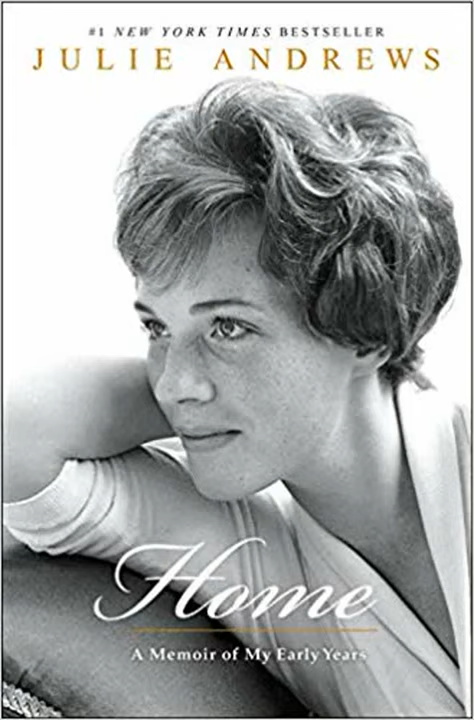 #1 NEW YORK TIMES BESTSELLER
JULIE ANDREWS
Home
A Memoir of My Early Years